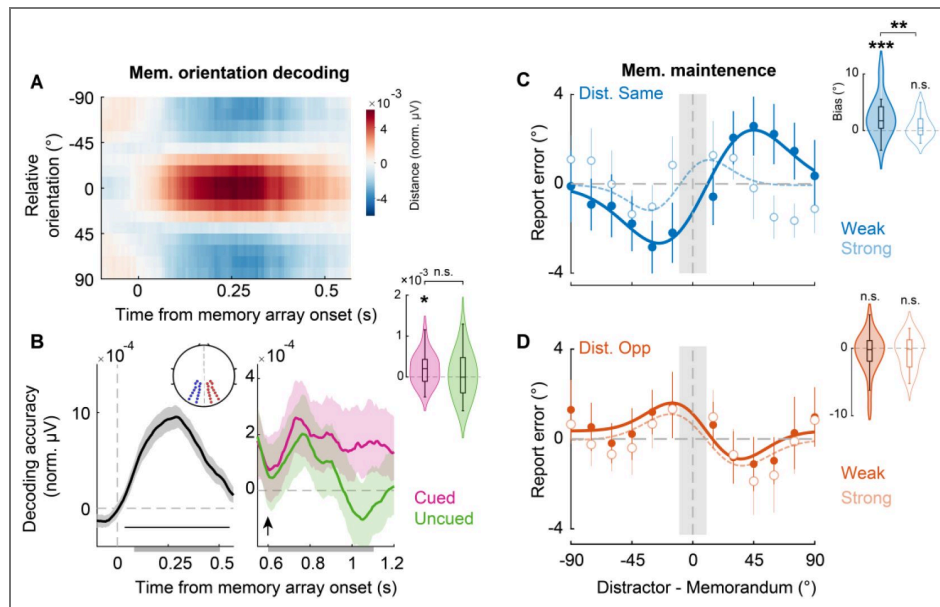 A
Mem. orientation decoding
-90
-45
0
45
90
Relative
orientation (°)
0
0.25
0.5
Time from memory array onset (s)
× 10⁻³
4
0
-4
Distance (norm. μV)
B
× 10⁻⁴
10
0
Decoding accuracy
(norm. μV)
0
0.25
0.5
Time from memory array onset (s)
× 10⁻⁴
4
2
0
0.6
0.8
1
1.2
Cued
Uncued
×10⁻³
2
1
0
*
n.s.
C
Mem. maintenence
Dist. Same
4
0
-4
Report error (°)
Weak
Strong
**
***
n.s.
10
0
Bias (°)
D
Dist. Opp
4
0
-4
Report error (°)
-90
-45
0
45
90
Distractor - Memorandum (°)
Weak
Strong
n.s.
n.s.
0
-10